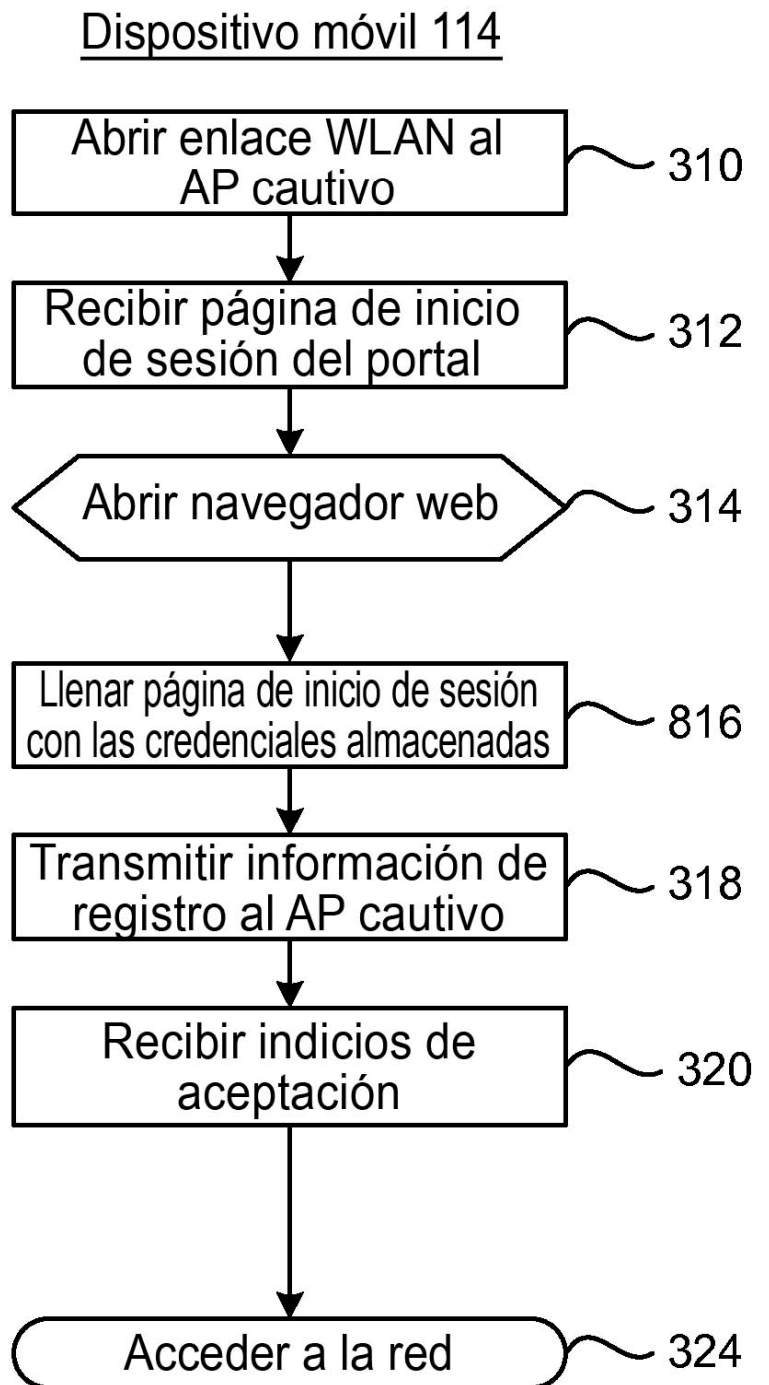 Dispositivo móvil 114
Abrir enlace WLAN al
AP cautivo
310
Recibir página de inicio
de sesión del portal
312
Abrir navegador web
314
Llenar página de inicio de sesión
con las credenciales almacenadas
816
Transmitir información de
registro al AP cautivo
318
Recibir indicios de
aceptación
320
Acceder a la red
324